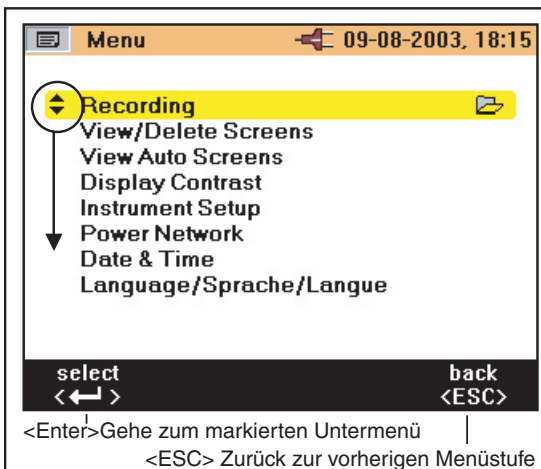 Menu 09-08-2003, 18:15
Recording
View/Delete Screens
View Auto Screens
Display Contrast
Instrument Setup
Power Network
Date & Time
Language/Sprache/Langue
select back
<↵> <ESC>
<Enter>Gehe zum markierten Untermenü
<ESC> Zurück zur vorherigen Menüstufe